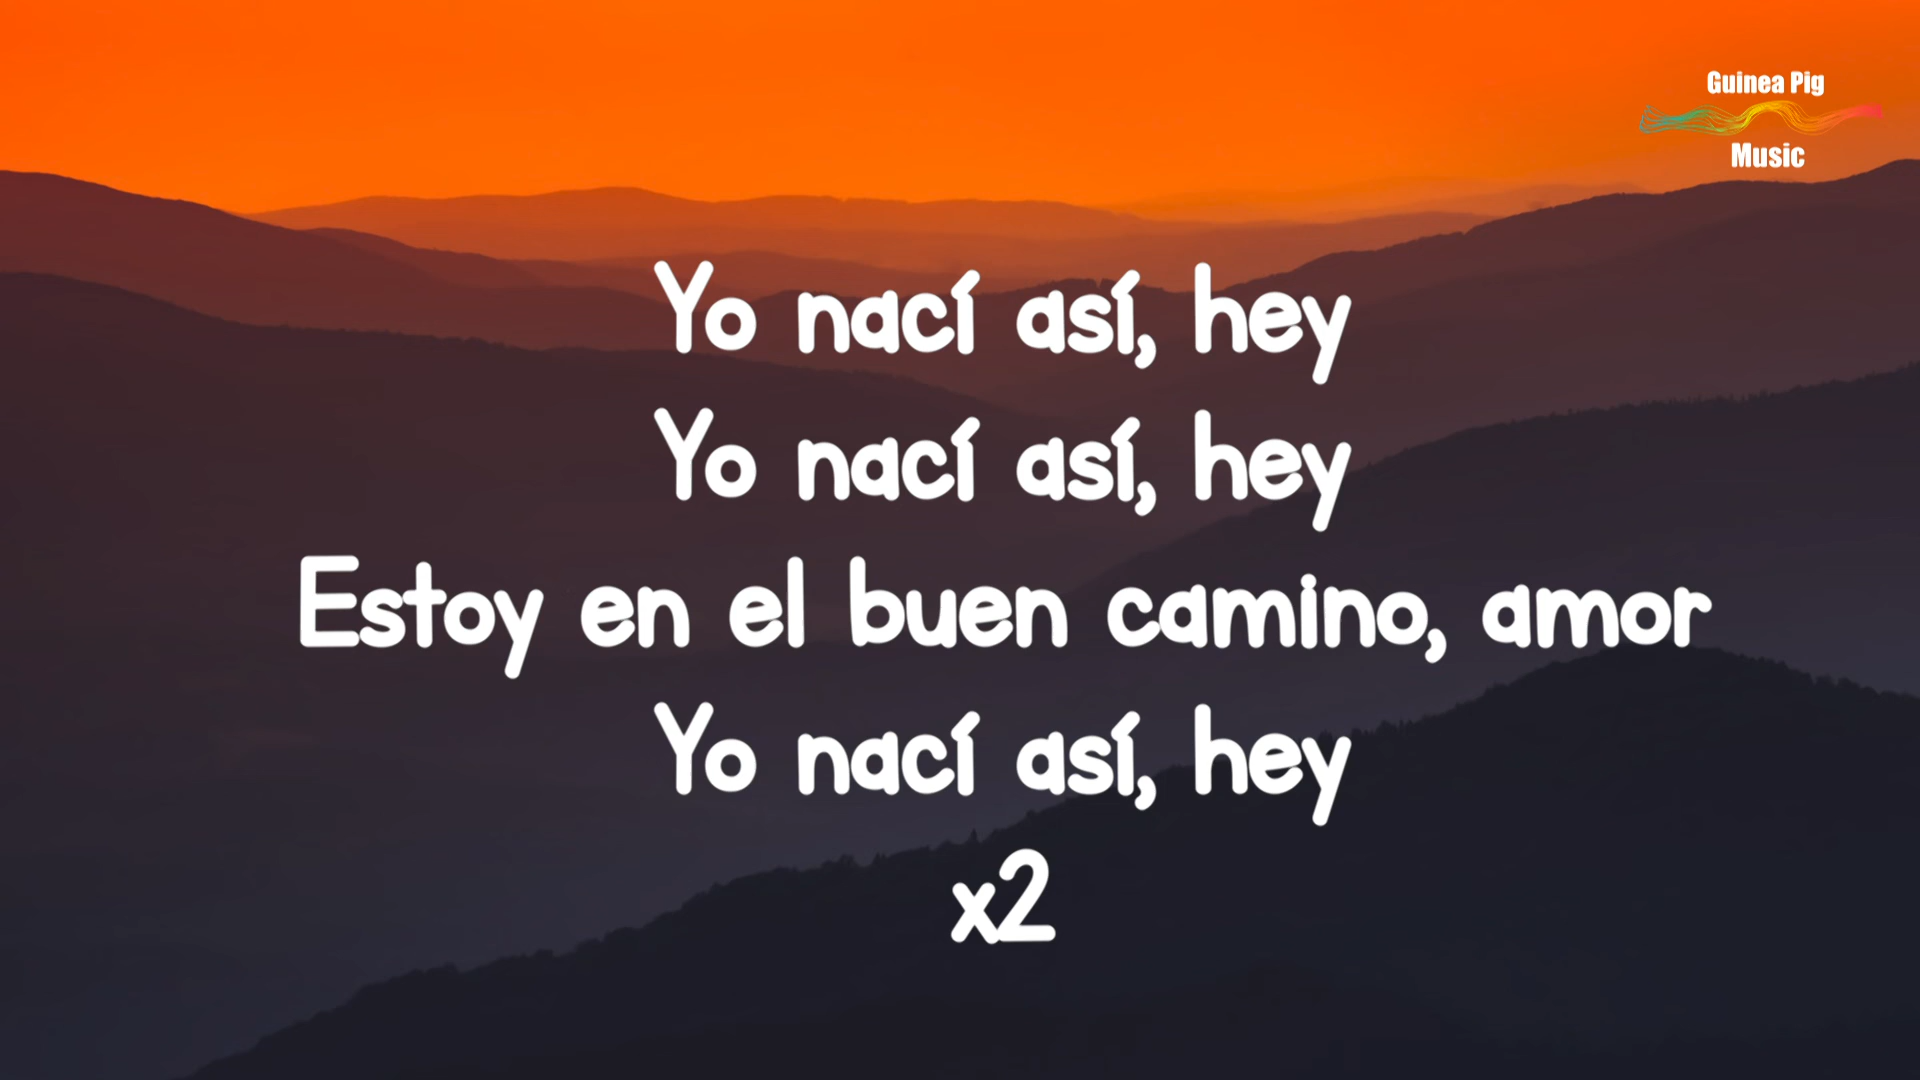 Guinea Pig
Music
Yo nací así, hey
Yo nací así, hey
Estoy en el buen camino, amor
Yo nací así, hey
x2